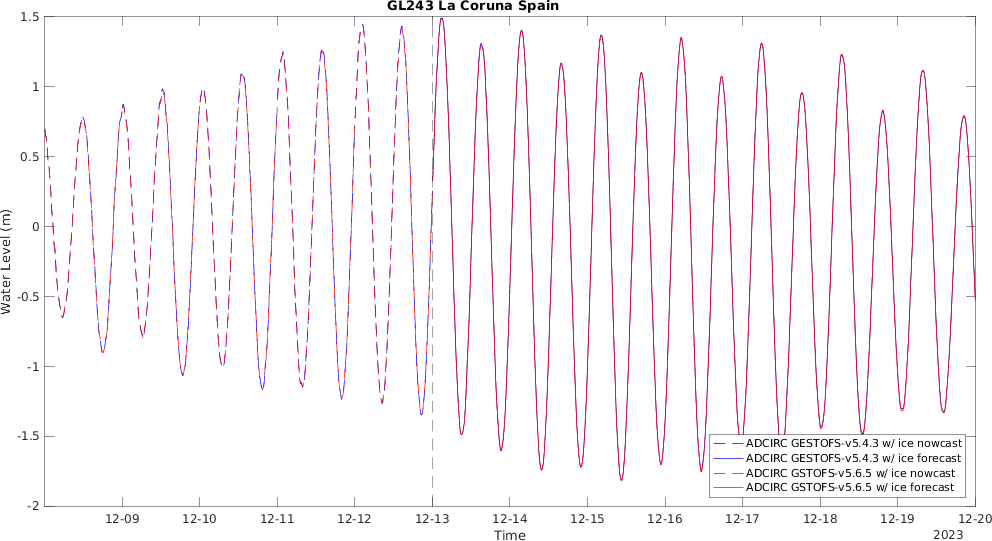 GL243 La Coruna Spain
1.5
1
0.5
0
-0.5
-1
-1.5
-2
Water Level (m)
12-09 12-10 12-11 12-12 12-13 12-14 12-15 12-16 12-17 12-18 12-19 12-20
Time
2023
ADCIRC GESTOFS-v5.4.3 w/ ice nowcast
ADCIRC GESTOFS-v5.4.3 w/ ice forecast
ADCIRC GSTOFS-v5.6.5 w/ ice nowcast
ADCIRC GSTOFS-v5.6.5 w/ ice forecast